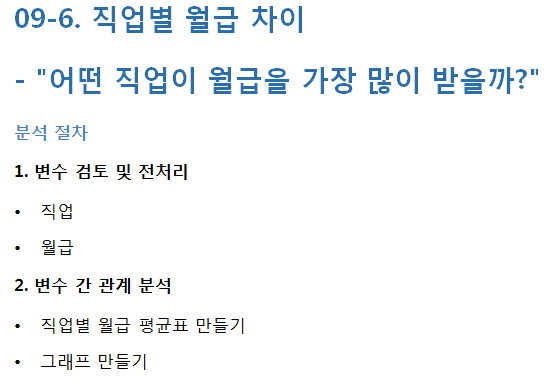 09-6. 직업별 월급 차이
- "어떤 직업이 월급을 가장 많이 받을까?"
분석 절차
1. 변수 검토 및 전처리
• 직업
• 월급
2. 변수 간 관계 분석
• 직업별 월급 평균표 만들기
• 그래프 만들기